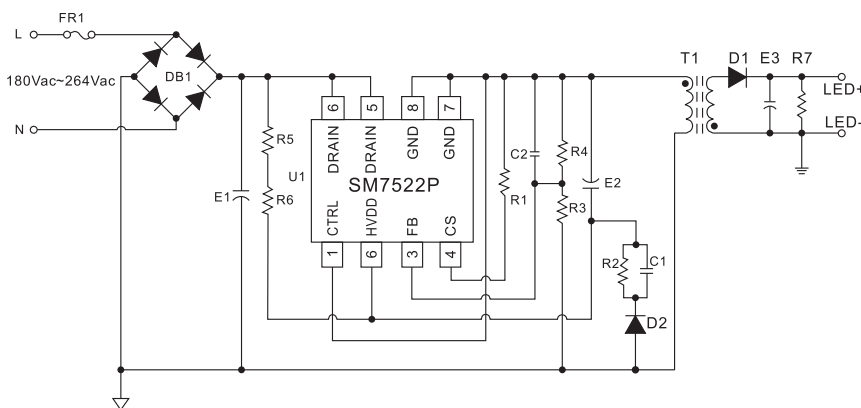 FR1
L
T1
D1
E3
R7
DB1
180Vac~264Vac
LED+
LED-
N
6
5
8
7
DRAIN
DRAIN
GND
GND
R5
R6
E1
U1
SM7522P
CTRL
HVDD
FB
CS
1
6
3
4
C2
R4
R1
R3
E2
R2
C1
D2